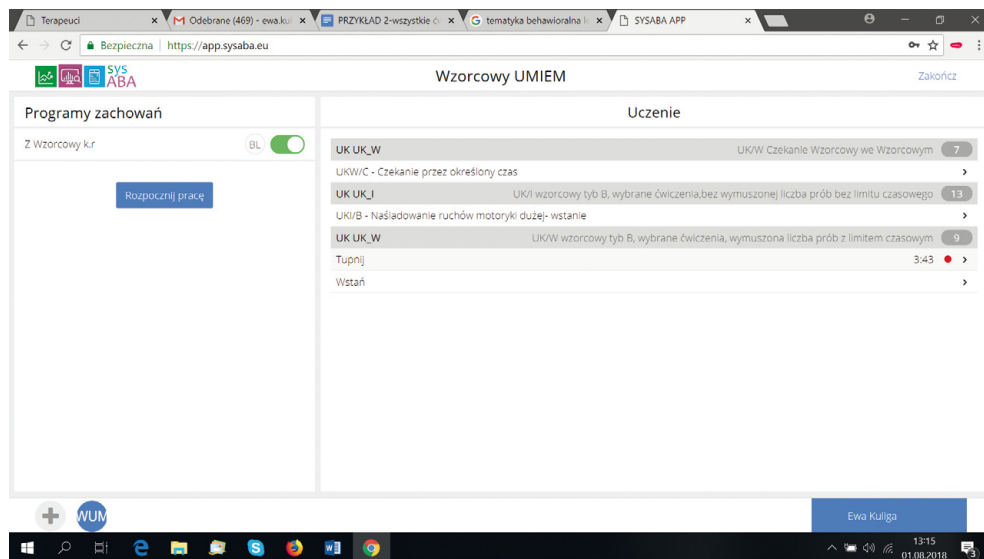 Terapeuci
Odebrane (469) - ewa.kul
PRZYKŁAD 2-wszystkie ć
tematyka behawioralna
SYSABA APP
Bezpieczna https://app.sysaba.eu
sys ABA
Wzorcowy UMIEM
Zakończ
Programy zachowań
Uczenie
Z Wzorcowy k.r BL
Rozpocznij pracę
UK UK_W UK/W Czekanie Wzorcowy we Wzorcowym 7
UKW/C - Czekanie przez określony czas
UK UK_I UK/I wzorcowy tyb B, wybrane ćwiczenia,bez wymuszonej liczba prób bez limitu czasowego 13
UKI/B - Naśladowanie ruchów motoryki dużej- wstanie
UK UK_W UK/W wzorcowy tyb B, wybrane ćwiczenia, wymuszona liczba prób z limitem czasowym 9
Tupnij 3:43
Wstań
WUM
Ewa Kuliga
13:15
01.08.2018